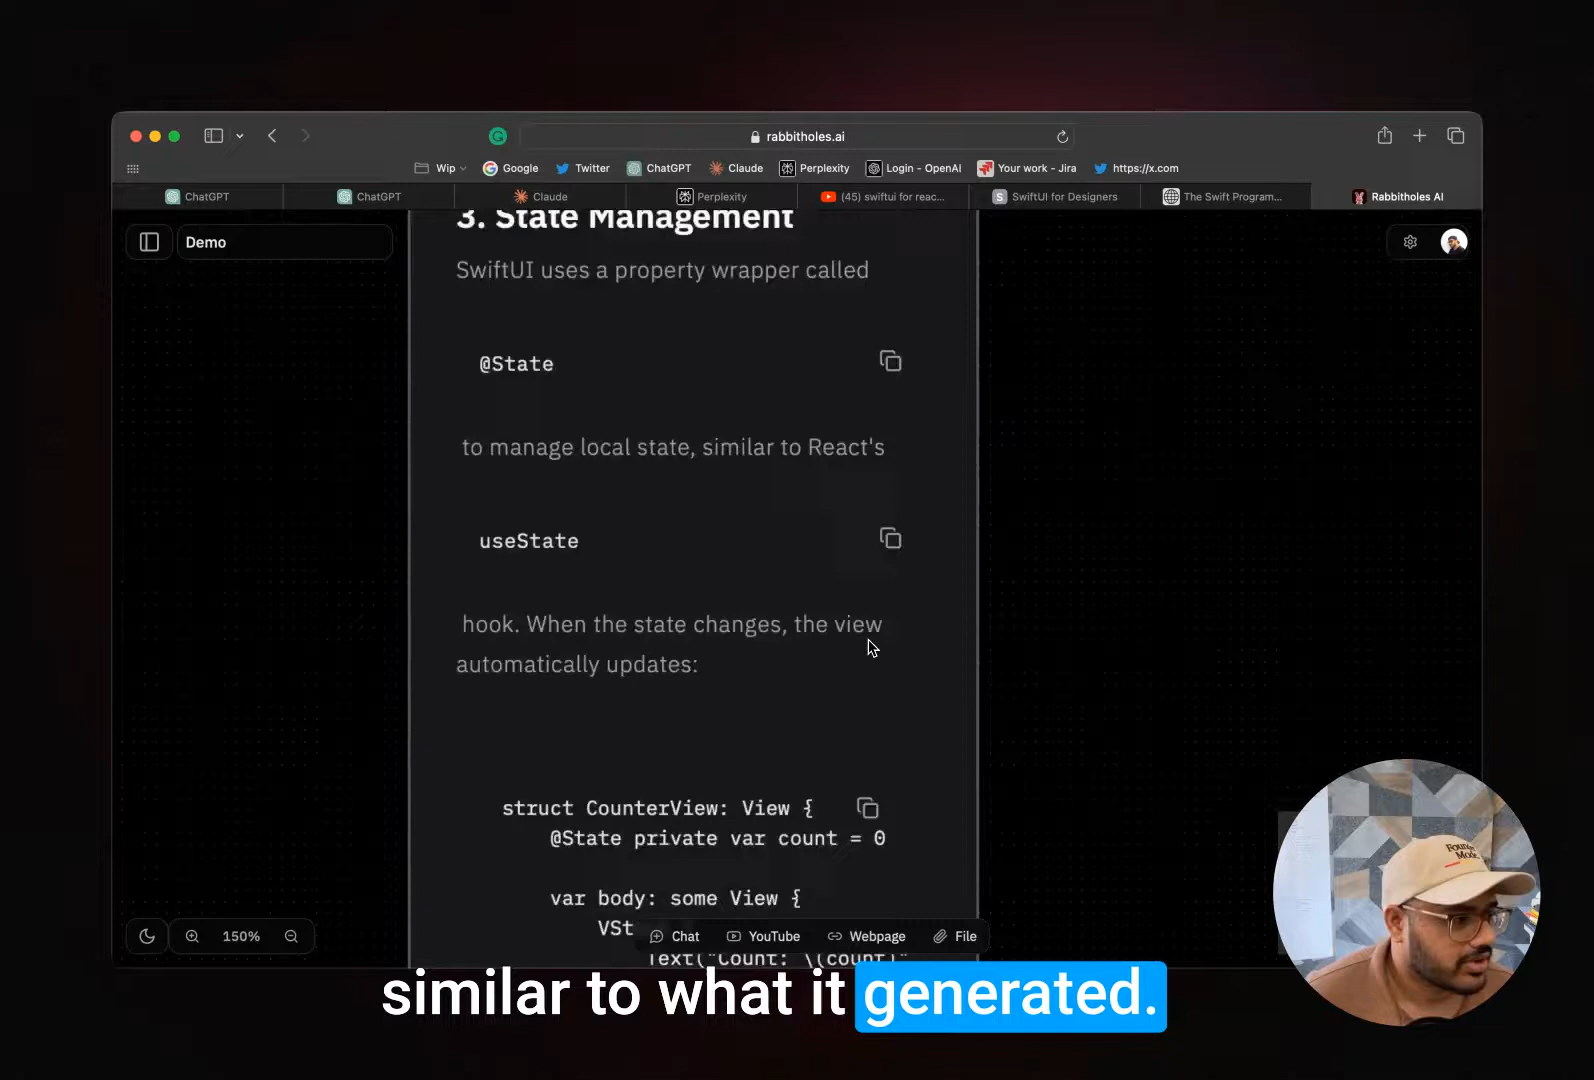 rabbitholes.ai
Wip
Google
Twitter
ChatGPT
Claude
Perplexity
Login - OpenAI
Your work - Jira
https://x.com
ChatGPT
ChatGPT
Claude
Perplexity
(45) swiftui for reac...
SwiftUI for Designers
The Swift Program...
Rabbitholes AI
Demo
3. State Management
SwiftUI uses a property wrapper called
@State
to manage local state, similar to React's
useState
hook. When the state changes, the view
automatically updates:
struct CounterView: View {
@State private var count = 0
var body: some View {
VSt
Text("Count: \(count)"
150%
Chat
YouTube
Webpage
File
similar to what it generated.